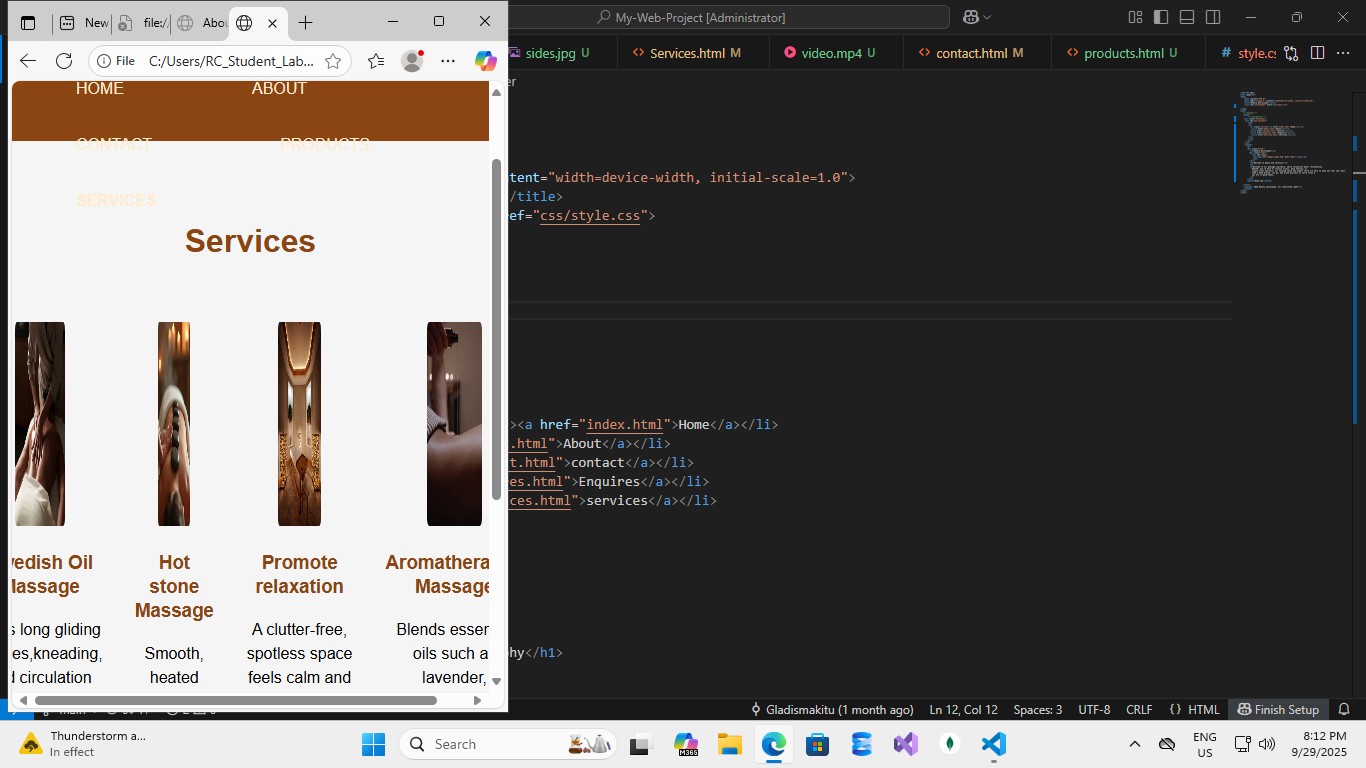 New
file:/
Abou
My-Web-Project [Administrator]
File C:/Users/RC_Student_Lab...
sides.jpg U
Services.html M
video.mp4 U
contact.html M
products.html U
# style.cs
HOME ABOUT
CONTACT PRODUCTS
SERVICES
Services
edish Oil
Massage
Hot
stone
Massage
Promote
relaxation
Aromathera
Massage
s long gliding
es,kneading,
d circulation
Smooth,
heated
A clutter-free,
spotless space
feels calm and
Blends essen
oils such a
lavender,
er
tent="width=device-width, initial-scale=1.0">
/title>
ef="css/style.css">
><a href="index.html">Home</a></li>
.html">About</a></li>
t.html">contact</a></li>
es.html">Enquires</a></li>
ces.html">services</a></li>
hy</h1>
Gladismakitu (1 month ago) Ln 12, Col 12 Spaces: 3 UTF-8 CRLF {} HTML Finish Setup
Thunderstorm a...
In effect
Search
M365
ENG
US
8:12 PM
9/29/2025